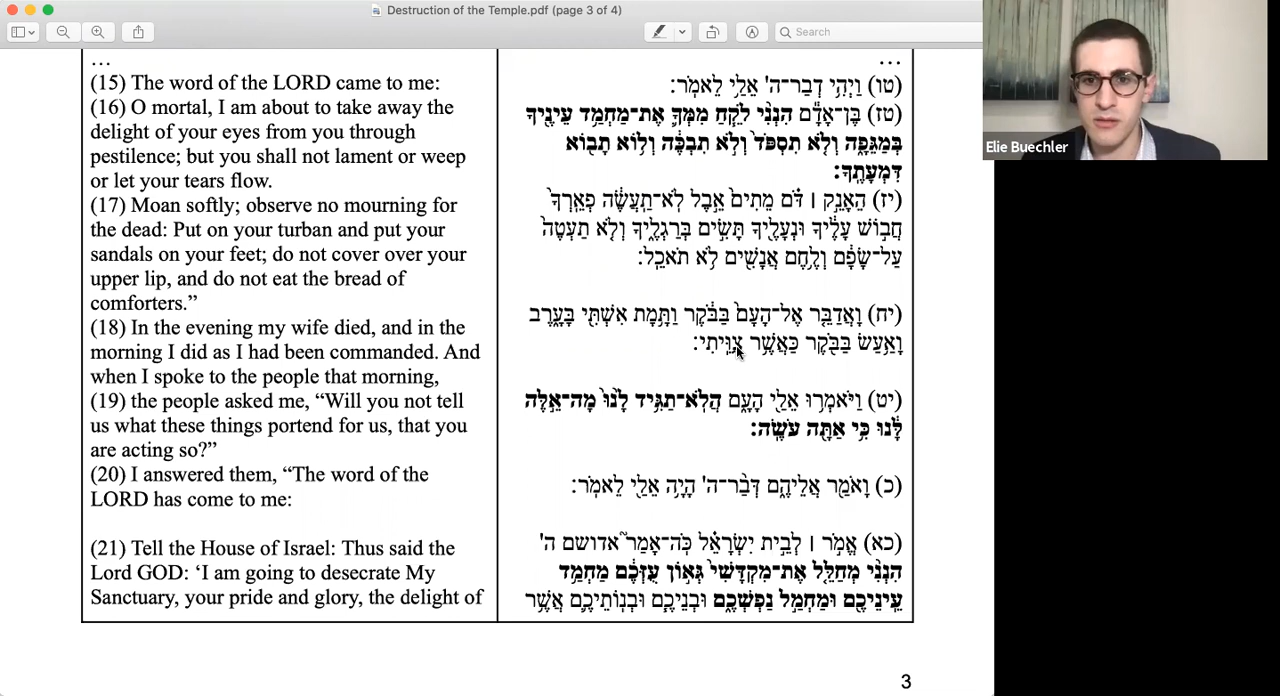 Destruction of the Temple.pdf (page 3 of 4)
Search
Elie Buechler
...
(15) The word of the LORD came to me:
(16) O mortal, I am about to take away the
delight of your eyes from you through
pestilence; but you shall not lament or weep
or let your tears flow.
(17) Moan softly; observe no mourning for
the dead: Put on your turban and put your
sandals on your feet; do not cover over your
upper lip, and do not eat the bread of
comforters.”
(18) In the evening my wife died, and in the
morning I did as I had been commanded. And
when I spoke to the people that morning,
(19) the people asked me, “Will you not tell
us what these things portend for us, that you
are acting so?”
(20) I answered them, “The word of the
LORD has come to me:
(21) Tell the House of Israel: Thus said the
Lord GOD: ‘I am going to desecrate My
Sanctuary, your pride and glory, the delight of
...
(טו) וַיְהִ֥י דְבַר־ה' אֵלַ֥י לֵאמֹֽר׃
(טז) בֶּן־אָדָ֕ם הִנְנִ֨י לֹקֵ֧חַ מִמְּךָ֛ אֶת־מַחְמַ֥ד עֵינֶ֖יךָ
בְּמַגֵּפָ֑ה וְלֹ֤א תִסְפֹּד֙ וְלֹ֣א תִבְכֶּ֔ה וְל֥וֹא תָב֖וֹא
דִּמְעָתֶֽךָ׃
(יז) הֵאָנֵ֣ק ׀ דֹּ֗ם מֵתִים֙ אֵ֣בֶל לֹֽא־תַֽעֲשֶׂ֔ה פְאֵֽרְךָ֙
חֲב֣וֹשׁ עָלֶ֔יךָ וּנְעָלֶ֖יךָ תָּשִׂ֣ים בְּרַגְלֶ֑יךָ וְלֹ֤א תַעְטֶה֙
עַל־שָׂפָ֔ם וְלֶ֥חֶם אֲנָשִׁ֖ים לֹ֥א תֹאכֵֽל׃
(יח) וָאֲדַבֵּ֤ר אֶל־הָעָם֙ בַּבֹּ֔קֶר וַתָּ֥מָת אִשְׁתִּ֖י בָּעָ֑רֶב
וָאַ֥עַשׂ בַּבֹּ֖קֶר כַּאֲשֶׁ֥ר צֻוֵּֽיתִי׃
(יט) וַיֹּאמְר֥וּ אֵלַ֖י הָעָ֑ם הֲלֹֽא־תַגִּ֥יד לָ֙נוּ֙ מָה־אֵ֣לֶּה
לָּ֔נוּ כִּ֥י אַתָּ֖ה עֹשֶֽׂה׃
(כ) וָאֹמַ֖ר אֲלֵיהֶ֑ם דְּבַ֨ר־ה' הָיָ֥ה אֵלַ֖י לֵאמֹֽר׃
(כא) אֱמֹ֣ר ׀ לְבֵ֣ית יִשְׂרָאֵ֗ל כֹּֽה־אָמַר֮ אדושם ה'
הִנְנִ֨י מְחַלֵּ֤ל אֶת־מִקְדָּשִׁי֙ גְּא֣וֹן עֻזְּכֶ֔ם מַחְמַ֥ד
עֵֽינֵיכֶ֖ם וּמַחְמַ֣ל נַפְשְׁכֶ֑ם וּבְנֵיכֶ֧ם וּבְנֽוֹתֵיכֶ֛ם אֲשֶׁ֥ר
3